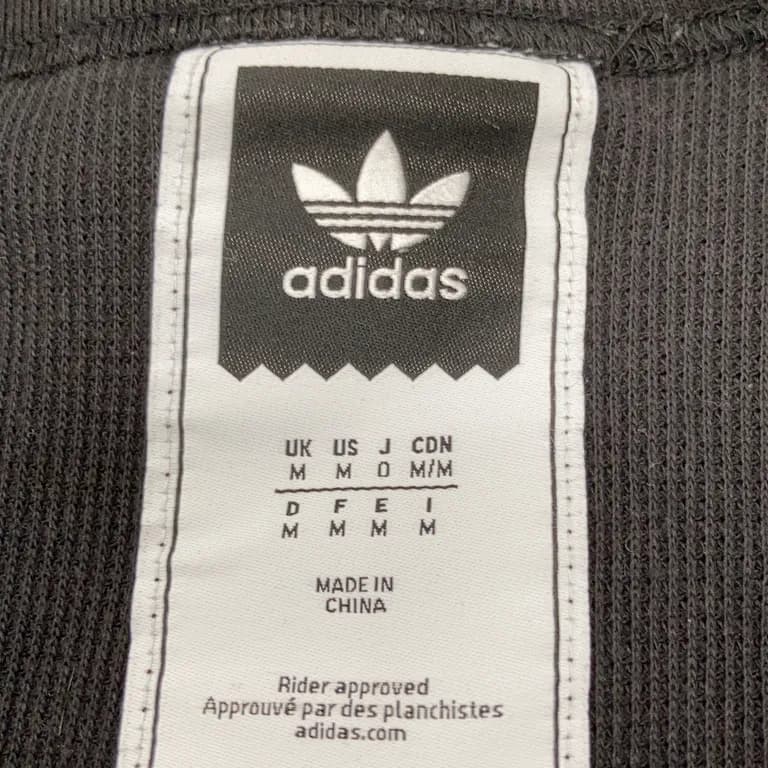 adidas
UK US J CDN
M M O M/M
D F E I
M M M M
MADE IN
CHINA
Rider approved
Approuvé par des planchistes
adidas.com